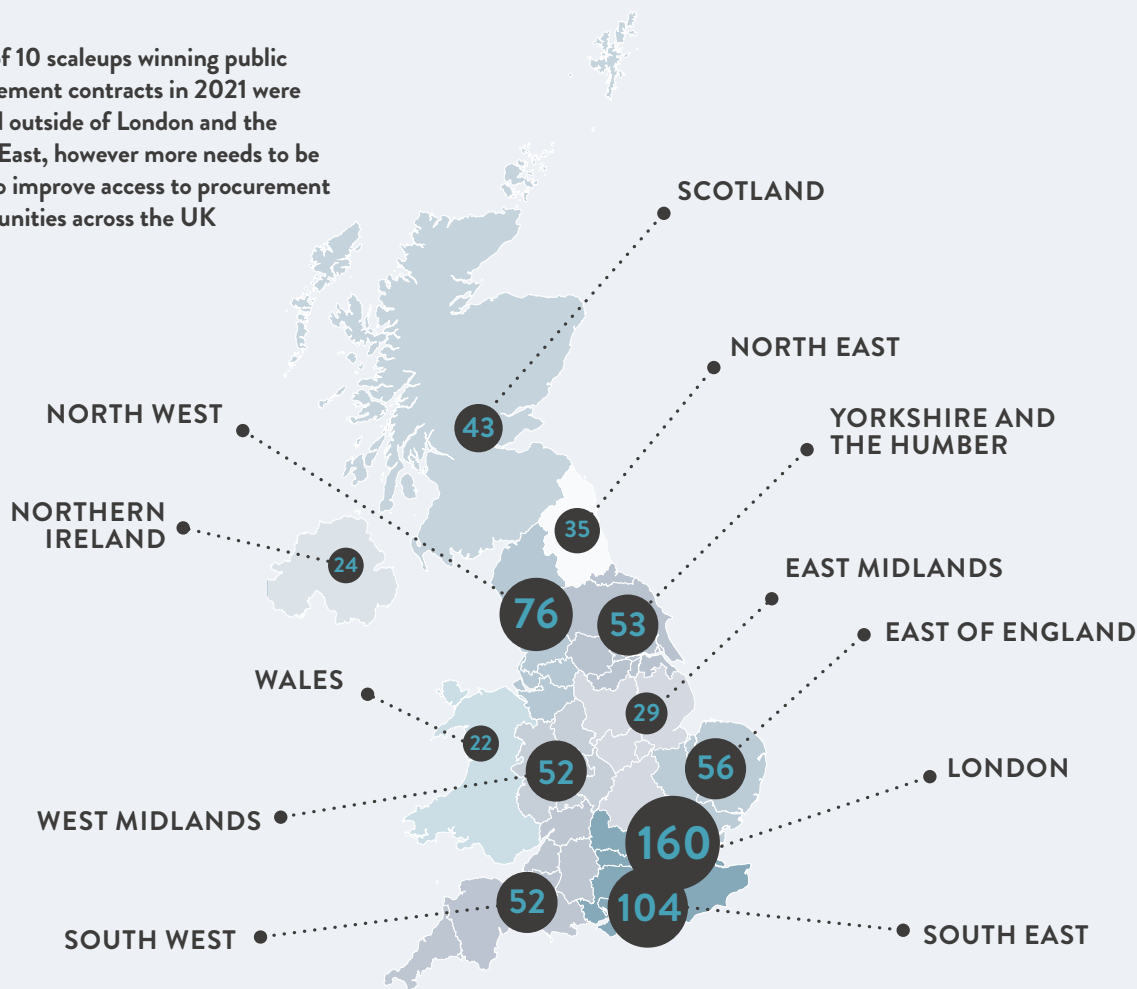 of 10 scaleups winning public
ement contracts in 2021 were
outside of London and the
East, however more needs to be
o improve access to procurement
unities across the UK
SCOTLAND
NORTH EAST
NORTH WEST
YORKSHIRE AND
THE HUMBER
43
NORTHERN
IRELAND
35
24
EAST MIDLANDS
76
53
EAST OF ENGLAND
WALES
29
22
52
56
LONDON
WEST MIDLANDS
160
52
104
SOUTH WEST
SOUTH EAST